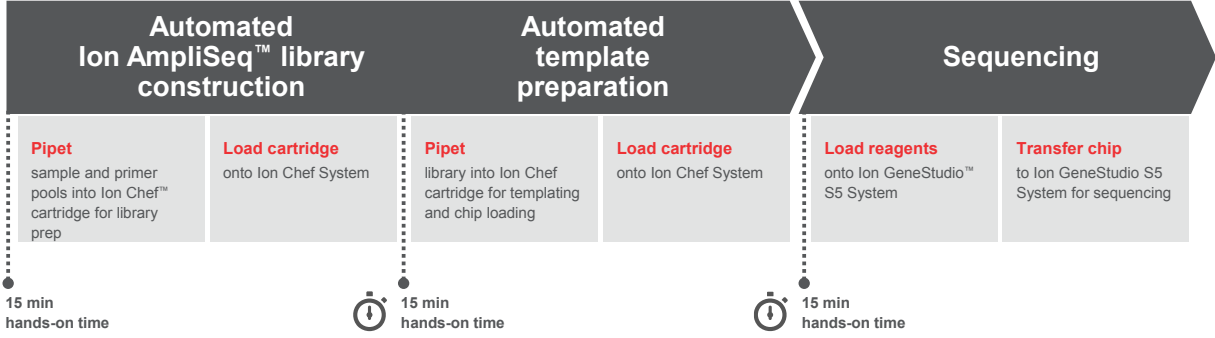 Automated
Ion AmpliSeq™ library
construction
Automated
template
preparation
Sequencing
Pipet
sample and primer
pools into Ion Chef™
cartridge for library
prep
Load cartridge
onto Ion Chef System
Pipet
library into Ion Chef
cartridge for templating
and chip loading
Load cartridge
onto Ion Chef System
Load reagents
onto Ion GeneStudio™
S5 System
Transfer chip
to Ion GeneStudio S5
System for sequencing
15 min
hands-on time
15 min
hands-on time
15 min
hands-on time